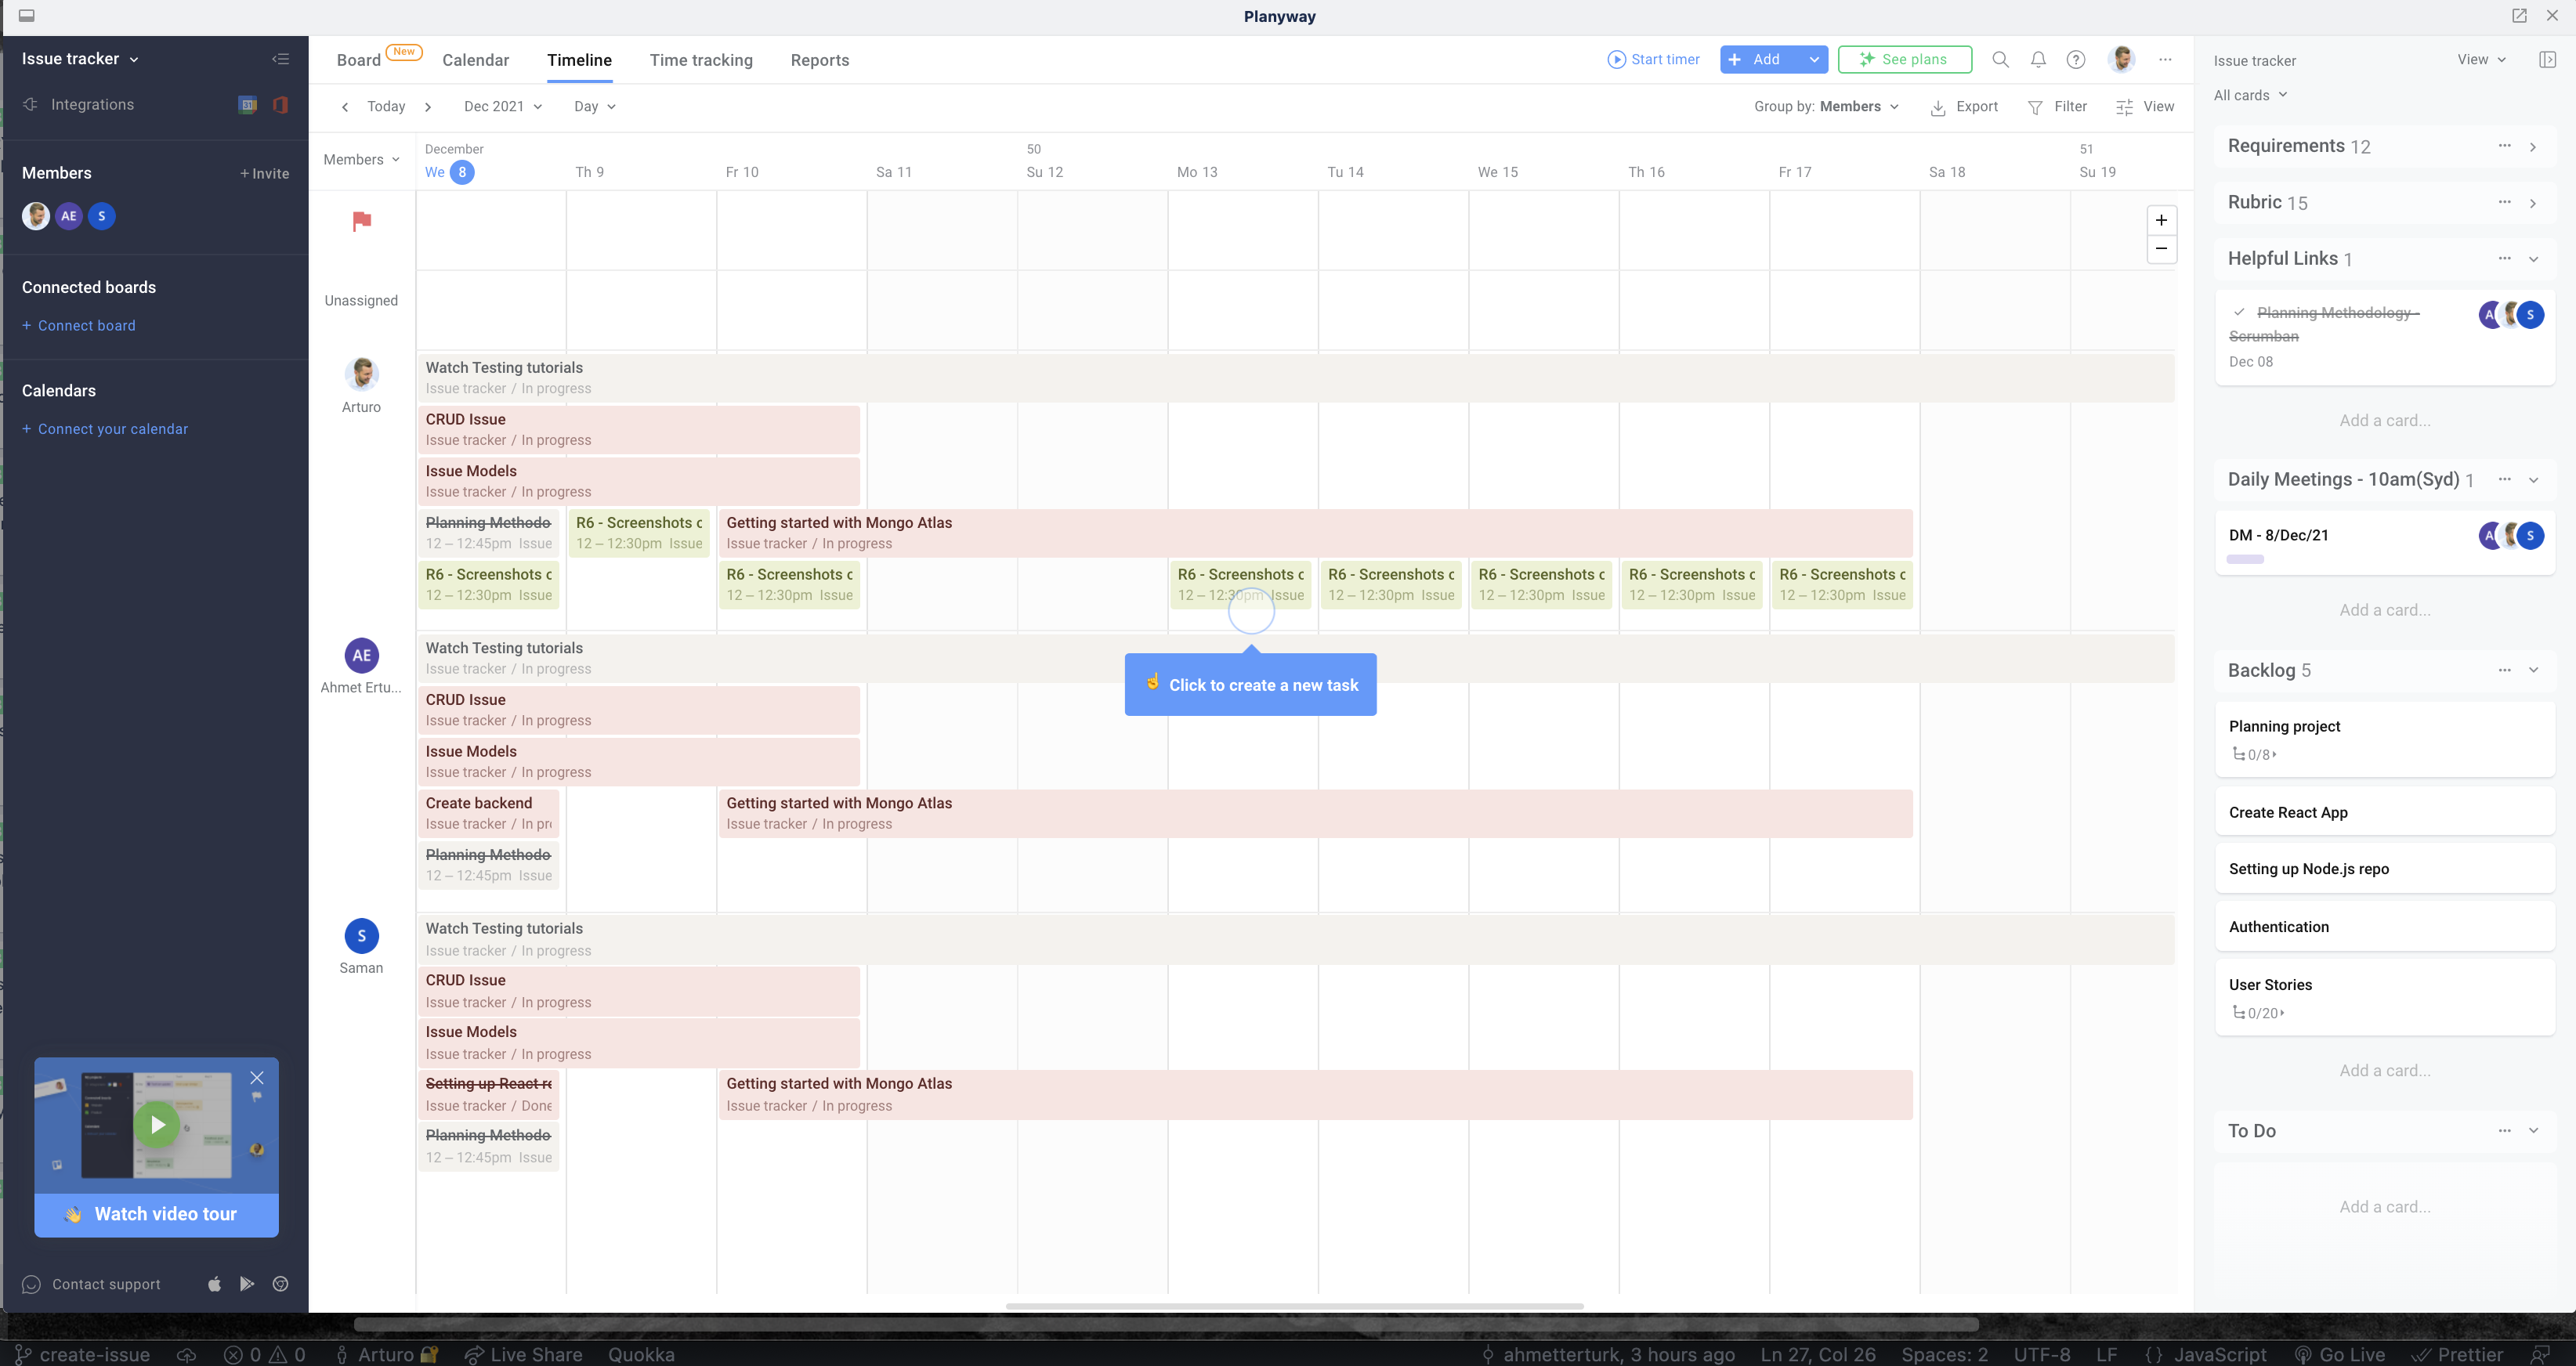 Planyway
Issue tracker
Integrations
31
Members
+ Invite
AE
S
Connected boards
+ Connect board
Calendars
+ Connect your calendar
Watch video tour
Contact support
Board
New
Calendar
Timeline
Time tracking
Reports
Start timer
+ Add
See plans
Today
Dec 2021
Day
Group by: Members
Export
Filter
View
Members
December
50
51
We 8
Th 9
Fr 10
Sa 11
Su 12
Mo 13
Tu 14
We 15
Th 16
Fr 17
Sa 18
Su 19
+
−
Unassigned
Arturo
Watch Testing tutorials
Issue tracker / In progress
CRUD Issue
Issue tracker / In progress
Issue Models
Issue tracker / In progress
Planning Methodo
12 – 12:45pm Issue
R6 - Screenshots c
12 – 12:30pm Issue
Getting started with Mongo Atlas
Issue tracker / In progress
R6 - Screenshots c
12 – 12:30pm Issue
R6 - Screenshots c
12 – 12:30pm Issue
R6 - Screenshots c
12 – 12:30pm Issue
R6 - Screenshots c
12 – 12:30pm Issue
R6 - Screenshots c
12 – 12:30pm Issue
R6 - Screenshots c
12 – 12:30pm Issue
R6 - Screenshots c
12 – 12:30pm Issue
Click to create a new task
AE
Ahmet Ertu...
Watch Testing tutorials
Issue tracker / In progress
CRUD Issue
Issue tracker / In progress
Issue Models
Issue tracker / In progress
Create backend
Issue tracker / In pr
Getting started with Mongo Atlas
Issue tracker / In progress
Planning Methodo
12 – 12:45pm Issue
S
Saman
Watch Testing tutorials
Issue tracker / In progress
CRUD Issue
Issue tracker / In progress
Issue Models
Issue tracker / In progress
Setting up React re
Issue tracker / Done
Getting started with Mongo Atlas
Issue tracker / In progress
Planning Methodo
12 – 12:45pm Issue
Issue tracker
View
All cards
Requirements 12
Rubric 15
Helpful Links 1
Planning Methodology -
Scrumban
Dec 08
A
S
Add a card...
Daily Meetings - 10am(Syd) 1
DM - 8/Dec/21
A
S
Add a card...
Backlog 5
Planning project
0/8
Create React App
Setting up Node.js repo
Authentication
User Stories
0/20
Add a card...
To Do
Add a card...
create-issue
0
0
Arturo
Live Share
Quokka
ahmetterturk, 3 hours ago
Ln 27, Col 26
Spaces: 2
UTF-8
LF
{} JavaScript
Go Live
Prettier